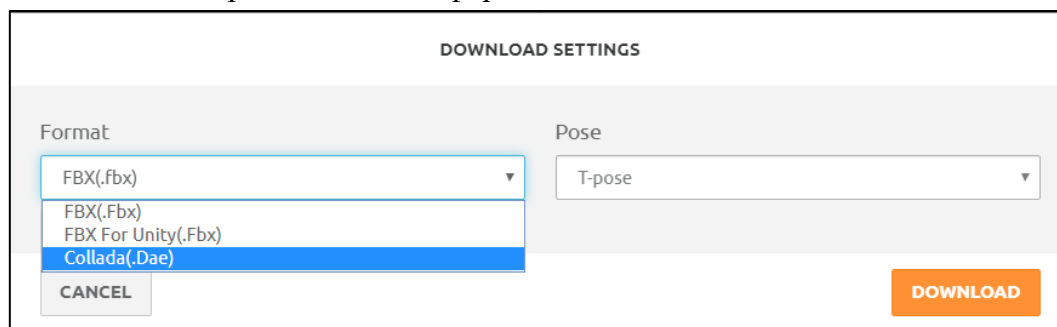 DOWNLOAD SETTINGS
Format
Pose
FBX(.fbx)
T-pose
FBX(.Fbx)
FBX For Unity(.Fbx)
Collada(.Dae)
CANCEL
DOWNLOAD